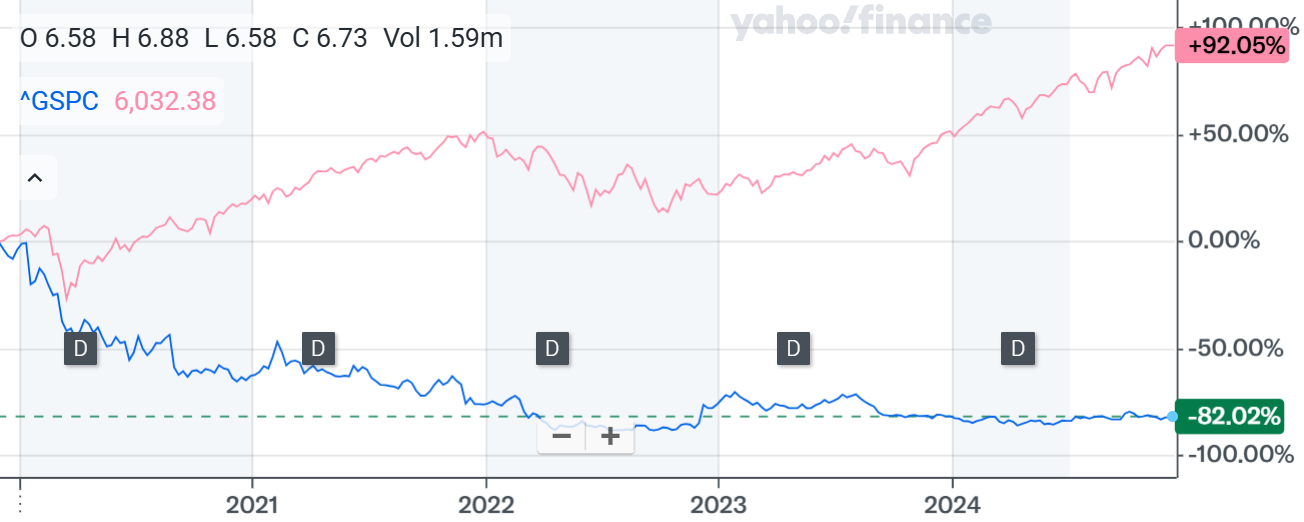 yahoo!finance
+100.00%
O 6.58 H 6.88 L 6.58 C 6.73 Vol 1.59m
+92.05%
^GSPC 6,032.38
+50.00%
0.00%
D D D D D
-50.00%
-82.02%
− +
-100.00%
2021 2022 2023 2024